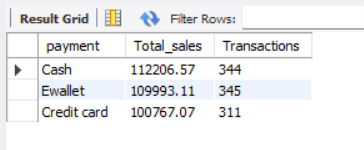 Result Grid Filter Rows:
payment Total_sales Transactions
Cash 112206.57 344
Ewallet 109993.11 345
Credit card 100767.07 311